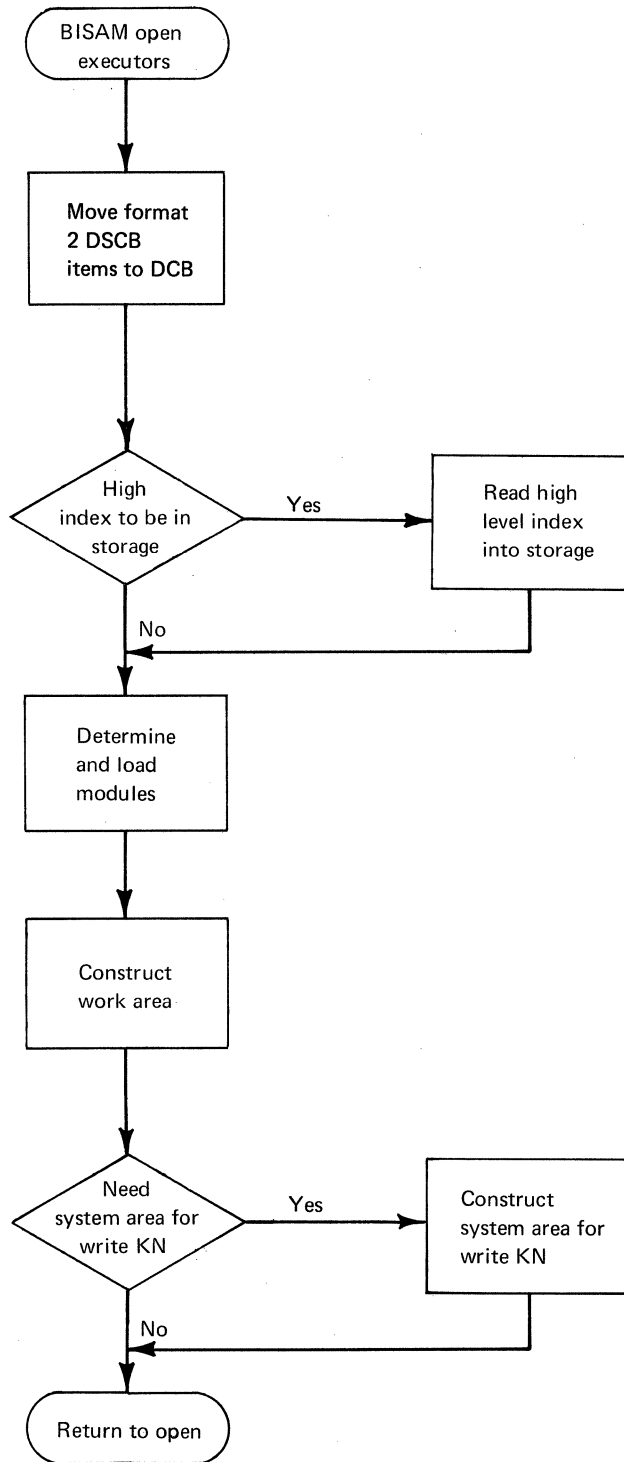 BISAM open
executors
Move format
2 DSCB
items to DCB
High
index to be in
storage
Yes
Read high
level index
into storage
No
Determine
and load
modules
Construct
work area
Need
system area for
write KN
Yes
Construct
system area for
write KN
No
Return to open